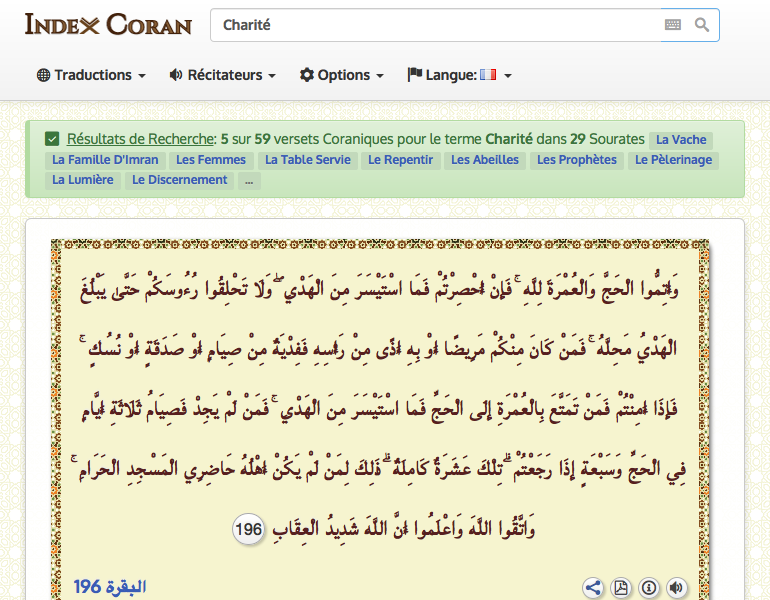 INDEX CORAN
Charité
Traductions Récitateurs Options Langue:
Résultats de Recherche: 5 sur 59 versets Coraniques pour le terme Charité dans 29 Sourates La Vache
La Famille D'Imran Les Femmes La Table Servie Le Repentir Les Abeilles Les Prophètes Le Pèlerinage
La Lumière Le Discernement ...
وَأَتِمُّوا الْحَجَّ وَالْعُمْرَةَ لِلَّهِ ۚ فَإِنْ أُحْصِرْتُمْ فَمَا اسْتَيْسَرَ مِنَ الْهَدْيِ ۖ وَلَا تَحْلِقُوا رُءُوسَكُمْ حَتَّىٰ يَبْلُغَ
الْهَدْيُ مَحِلَّهُ ۚ فَمَنْ كَانَ مِنْكُمْ مَرِيضًا أَوْ بِهِ أَذًى مِنْ رَأْسِهِ فَفِدْيَةٌ مِنْ صِيَامٍ أَوْ صَدَقَةٍ أَوْ نُسُكٍ ۚ
فَإِذَا أَمِنْتُمْ فَمَنْ تَمَتَّعَ بِالْعُمْرَةِ إِلَى الْحَجِّ فَمَا اسْتَيْسَرَ مِنَ الْهَدْيِ ۚ فَمَنْ لَمْ يَجِدْ فَصِيَامُ ثَلَاثَةِ أَيَّامٍ
فِي الْحَجِّ وَسَبْعَةٍ إِذَا رَجَعْتُمْ ۗ تِلْكَ عَشَرَةٌ كَامِلَةٌ ۗ ذَٰلِكَ لِمَنْ لَمْ يَكُنْ أَهْلُهُ حَاضِرِي الْمَسْجِدِ الْحَرَامِ ۚ
وَاتَّقُوا اللَّهَ وَاعْلَمُوا أَنَّ اللَّهَ شَدِيدُ الْعِقَابِ 196
البقرة 196